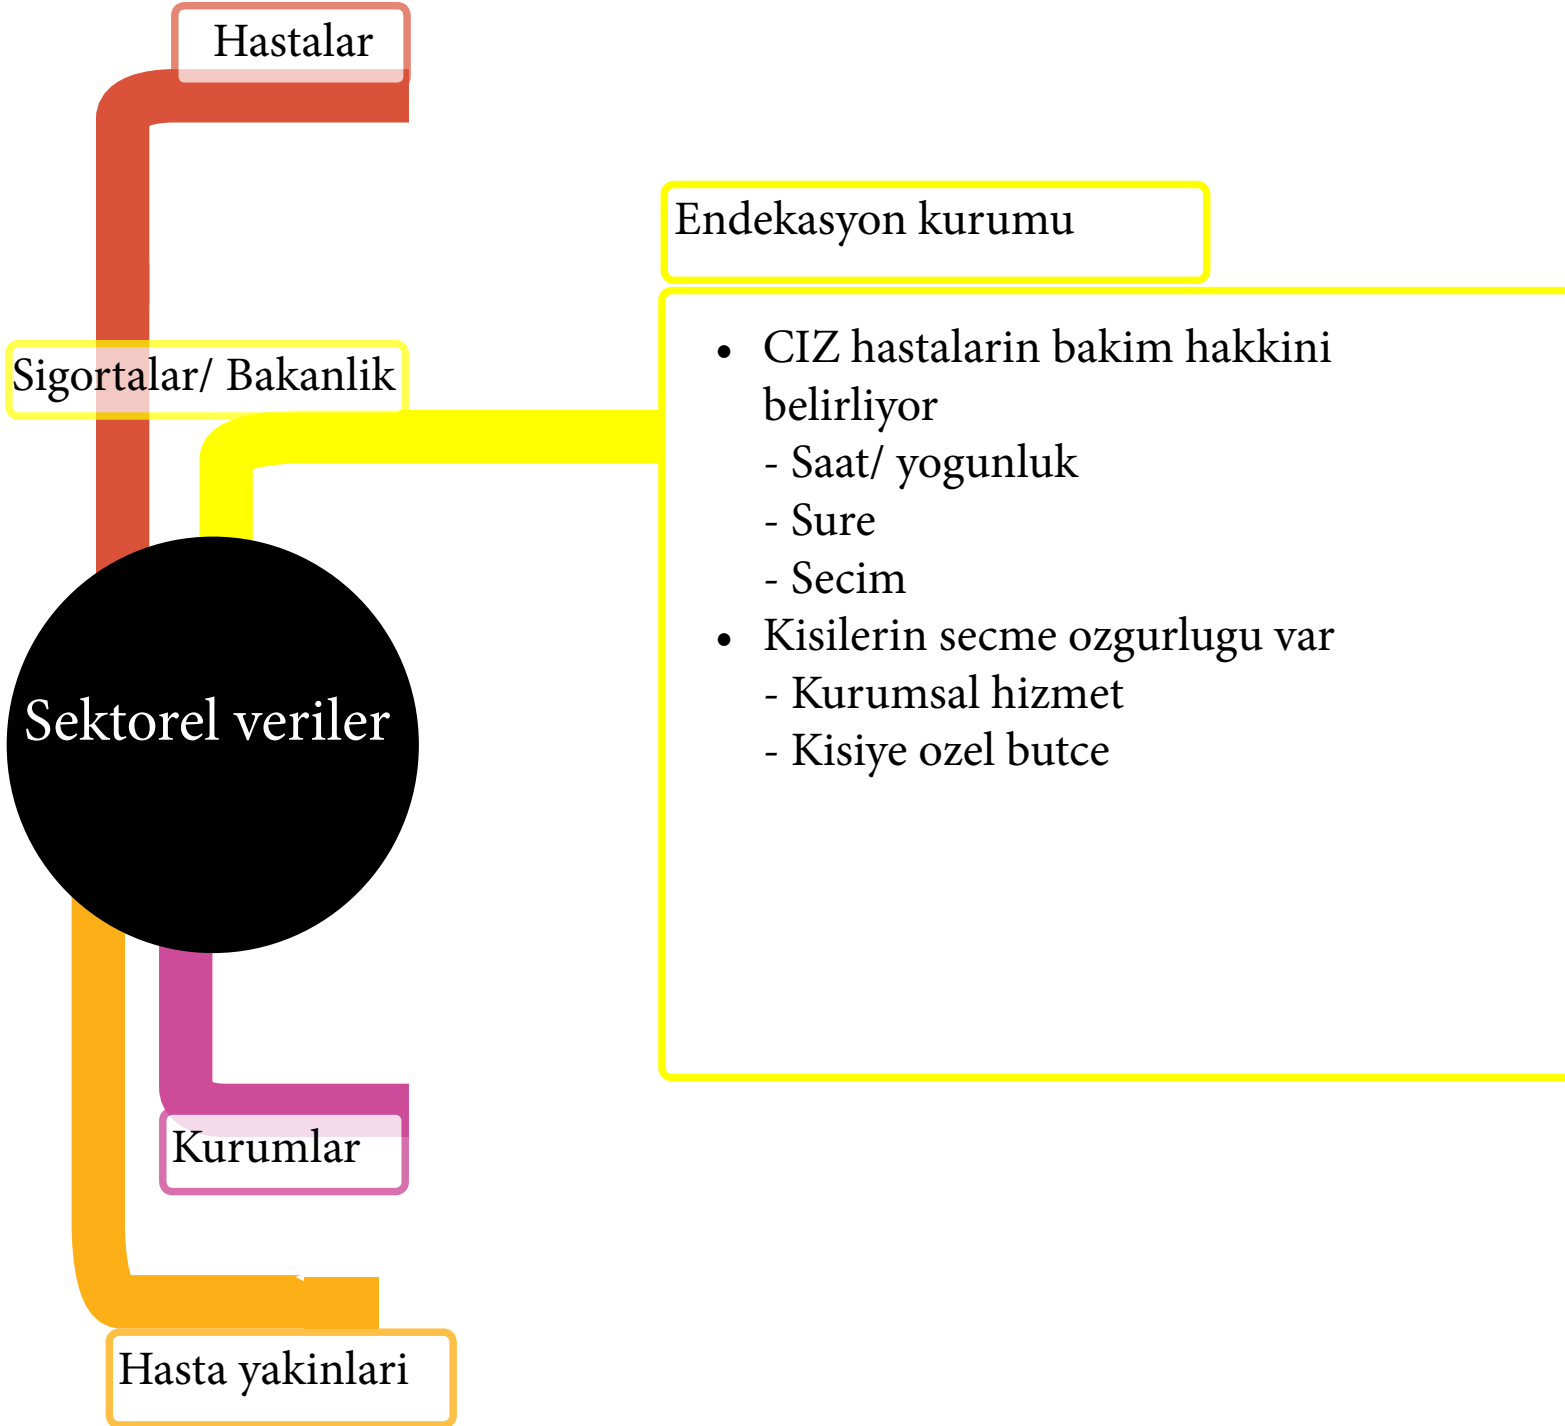 Hastalar
Endekasyon kurumu
Sigortalar/ Bakanlik
• CIZ hastalarin bakim hakkini
belirliyor
- Saat/ yogunluk
- Sure
- Secim
• Kisilerin secme ozgurlugu var
- Kurumsal hizmet
- Kisiye ozel butce
Sektorel veriler
Kurumlar
Hasta yakinlari